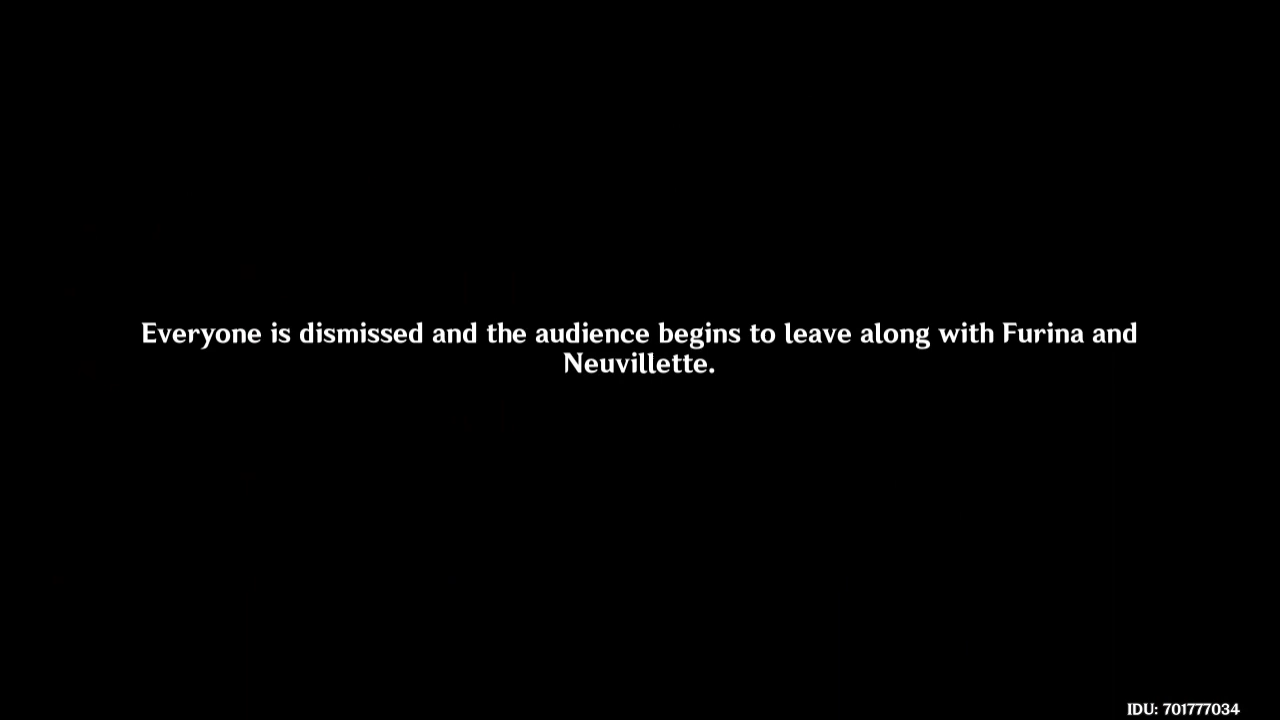 Everyone is dismissed and the audience begins to leave along with Furina and
Neuvillette.
IDU: 701777034